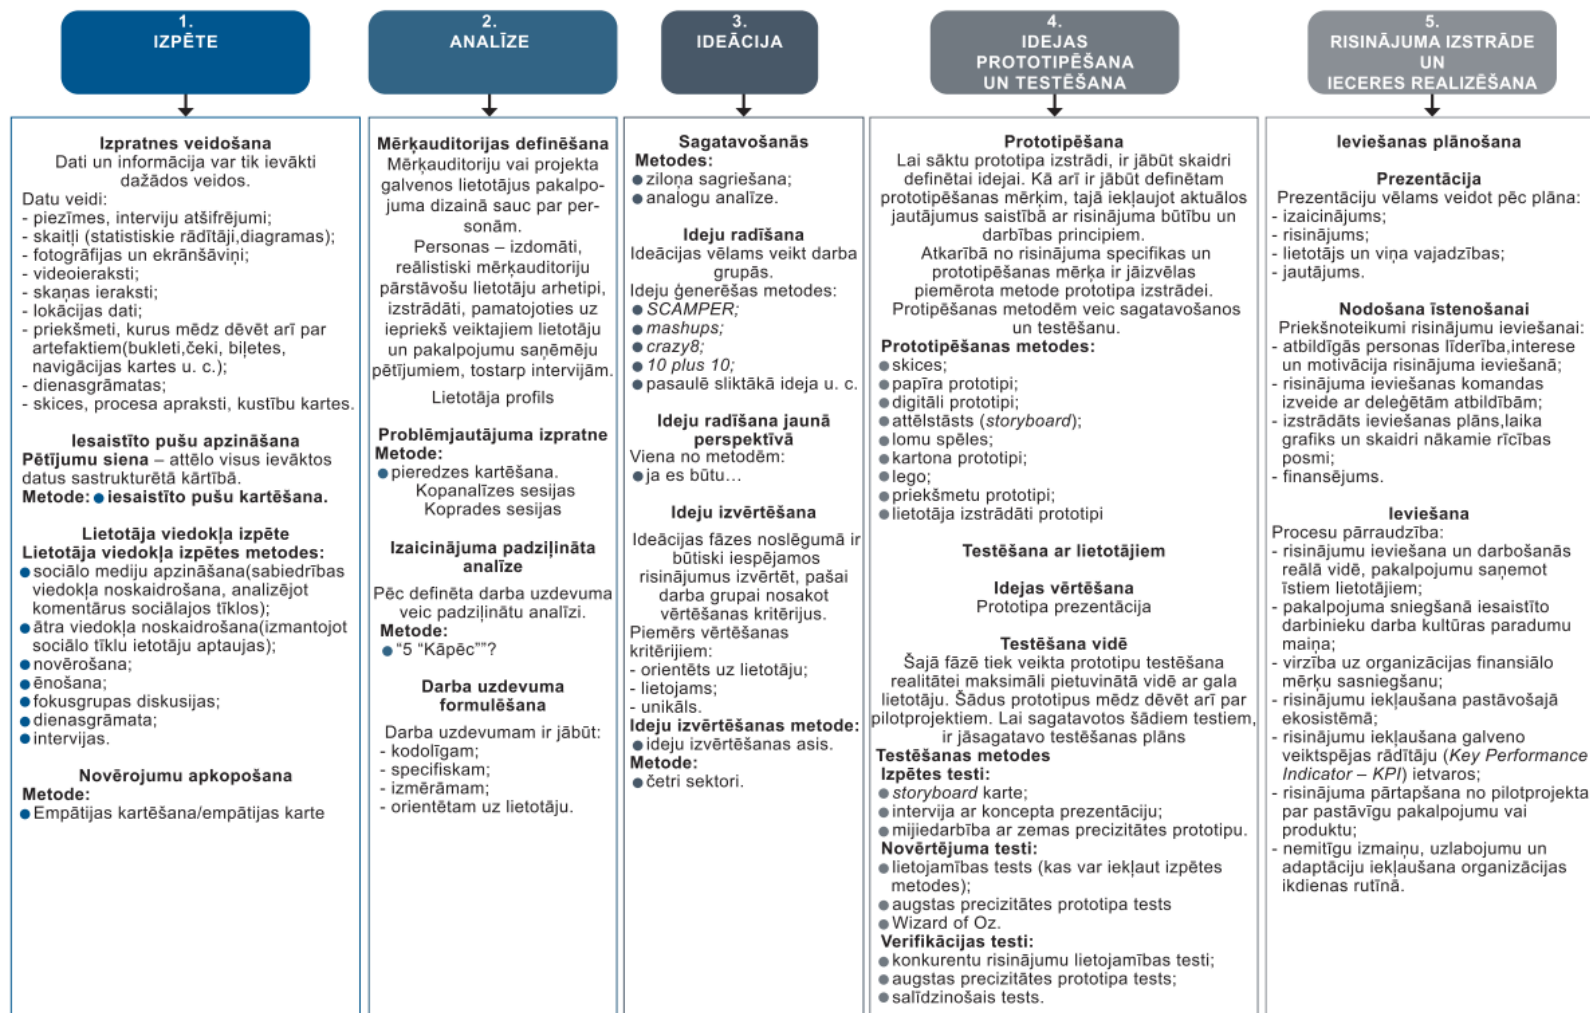 1.
IZPĒTE
Izpratnes veidošana
Dati un informācija var tik ievākti
dažādos veidos.
Datu veidi:
- piezīmes, interviju atšifrējumi;
- skaitļi (statistiskie rādītāji,diagramas);
- fotogrāfijas un ekrānšāviņi;
- videoieraksti;
- skaņas ieraksti;
- lokācijas dati;
- priekšmeti, kurus mēdz dēvēt arī par
artefaktiem(bukleti,čeki, biļetes,
navigācijas kartes u. c.);
- dienasgrāmatas;
- skices, procesa apraksti, kustību kartes.
Iesaistīto pušu apzināšana
Pētījumu siena – attēlo visus ievāktos
datus sastrukturētā kārtībā.
Metode: ● iesaistīto pušu kartēšana.
Lietotāja viedokļa izpēte
Lietotāja viedokļa izpētes metodes:
● sociālo mediju apzināšana(sabiedrības
viedokļa noskaidrošana, analizējot
komentārus sociālajos tīklos);
● ātra viedokļa noskaidrošana(izmantojot
sociālo tīklu ietotāju aptaujas);
● novērošana;
● ēnošana;
● fokusgrupas diskusijas;
● dienasgrāmata;
● intervijas.
Novērojumu apkopošana
Metode:
● Empātijas kartēšana/empātijas karte
2.
ANALĪZE
Mērķauditorijas definēšana
Mērķauditoriju vai projekta
galvenos lietotājus pakalpo-
juma dizainā sauc par per-
sonām.
Personas – izdomāti,
reālistiski mērķauditoriju
pārstāvošu lietotāju arhetipi,
izstrādāti, pamatojoties uz
iepriekš veiktajiem lietotāju
un pakalpojumu saņēmēju
pētījumiem, tostarp intervijām.
Lietotāja profils
Problēmjautājuma izpratne
Metode:
● pieredzes kartēšana.
Kopanalīzes sesijas
Koprades sesijas
Izaicinājuma padziļināta
analīze
Pēc definēta darba uzdevuma
veic padziļinātu analīzi.
Metode:
● “5 “Kāpēc””?
Darba uzdevuma
formulēšana
Darba uzdevumam ir jābūt:
- kodolīgam;
- specifiskam;
- izmērāmam;
- orientētam uz lietotāju.
3.
IDEĀCIJA
Sagatavošanās
Metodes:
● ziloņa sagriešana;
● analogu analīze.
Ideju radīšana
Ideācijas vēlams veikt darba
grupās.
Ideju ģenerēšas metodes:
● SCAMPER;
● mashups;
● crazy8;
● 10 plus 10;
● pasaulē sliktākā ideja u. c.
Ideju radīšana jaunā
perspektīvā
Viena no metodēm:
● ja es būtu...
Ideju izvērtēšana
Ideācijas fāzes noslēgumā ir
būtiski iespējamos
risinājumus izvērtēt, pašai
darba grupai nosakot
vērtēšanas kritērijus.
Piemērs vērtēšanas
kritērijiem:
- orientēts uz lietotāju;
- lietojams;
- unikāls.
Ideju izvērtēšanas metode:
● ideju izvērtēšanas asis.
Metode:
● četri sektori.
4.
IDEJAS
PROTOTIPĒŠANA
UN TESTĒŠANA
Prototipēšana
Lai sāktu prototipa izstrādi, ir jābūt skaidri
definētai idejai. Kā arī ir jābūt definētam
prototipēšanas mērķim, tajā iekļaujot aktuālos
jautājumus saistībā ar risinājuma būtību un
darbības principiem.
Atkarībā no risinājuma specifikas un
prototipēšanas mērķa ir jāizvēlas
piemērota metode prototipa izstrādei.
Protipēšanas metodēm veic sagatavošanos
un testēšanu.
Prototipēšanas metodes:
● skices;
● papīra prototipi;
● digitāli prototipi;
● attēlstāsts (storyboard);
● lomu spēles;
● kartona prototipi;
● lego;
● priekšmetu prototipi;
● lietotāja izstrādāti prototipi
Testēšana ar lietotājiem
Idejas vērtēšana
Prototipa prezentācija
Testēšana vidē
Šajā fāzē tiek veikta prototipu testēšana
realitātei maksimāli pietuvinātā vidē ar gala
lietotāju. Šādus prototipus mēdz dēvēt arī par
pilotprojektiem. Lai sagatavotos šādiem testiem,
ir jāsagatavo testēšanas plāns
Testēšanas metodes
Izpētes testi:
● storyboard karte;
● intervija ar koncepta prezentāciju;
● mijiedarbība ar zemas precizitātes prototipu.
Novērtējuma testi:
● lietojamības tests (kas var iekļaut izpētes
metodes);
● augstas precizitātes prototipa tests
● Wizard of Oz.
Verifikācijas testi:
● konkurentu risinājumu lietojamības testi;
● augstas precizitātes prototipa tests;
● salīdzinošais tests.
5.
RISINĀJUMA IZSTRĀDE
UN
IECERES REALIZĒŠANA
Ieviešanas plānošana
Prezentācija
Prezentāciju vēlams veidot pēc plāna:
- izaicinājums;
- risinājums;
- lietotājs un viņa vajadzības;
- jautājums.
Nodošana īstenošanai
Priekšnoteikumi risinājumu ieviešanai:
- atbildīgās personas līderība,interese
un motivācija risinājuma ieviešanā;
- risinājuma ieviešanas komandas
izveide ar deleģētām atbildībām;
- izstrādāts ieviešanas plāns,laika
grafiks un skaidri nākamie rīcības
posmi;
- finansējums.
Ieviešana
Procesu pārraudzība:
- risinājumu ieviešana un darbošanās
reālā vidē, pakalpojumu saņemot
īstiem lietotājiem;
- pakalpojuma sniegšanā iesaistīto
darbinieku darba kultūras paradumu
maiņa;
- virzība uz organizācijas finansiālo
mērķu sasniegšanu;
- risinājumu iekļaušana pastāvošajā
ekosistēmā;
- risinājumu iekļaušana galveno
veiktspējas rādītāju (Key Performance
Indicator – KPI) ietvaros;
- risinājuma pārtapšana no pilotprojekta
par pastāvīgu pakalpojumu vai
produktu;
- nemitīgu izmaiņu, uzlabojumu un
adaptāciju iekļaušana organizācijas
ikdienas rutīnā.